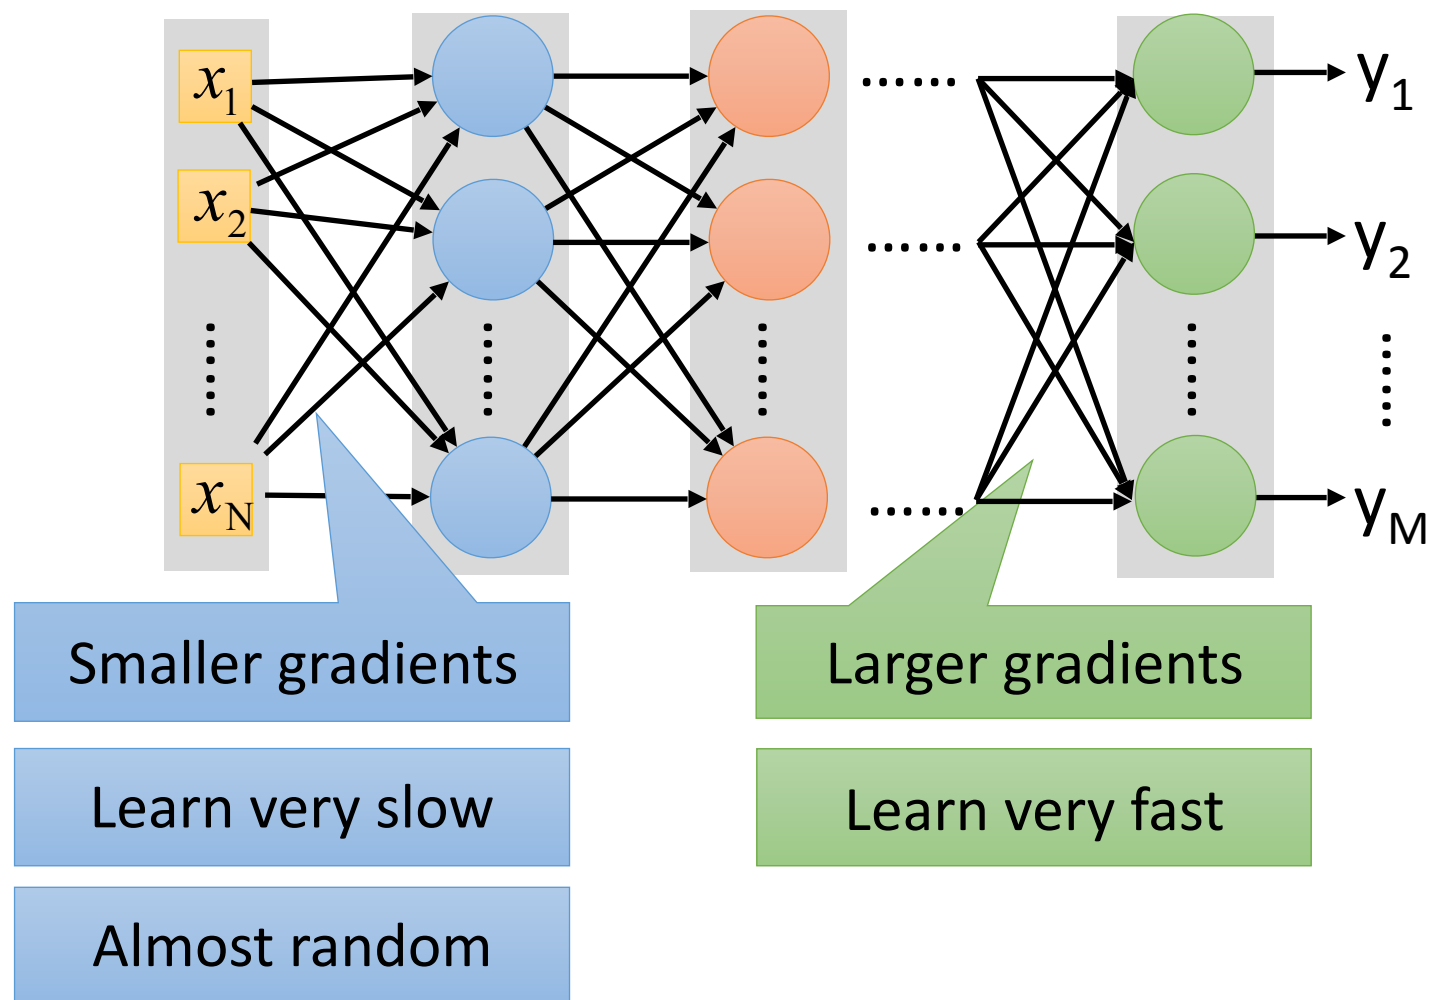 x1
x2
xN
y1
y2
yM
Smaller gradients
Larger gradients
Learn very slow
Learn very fast
Almost random